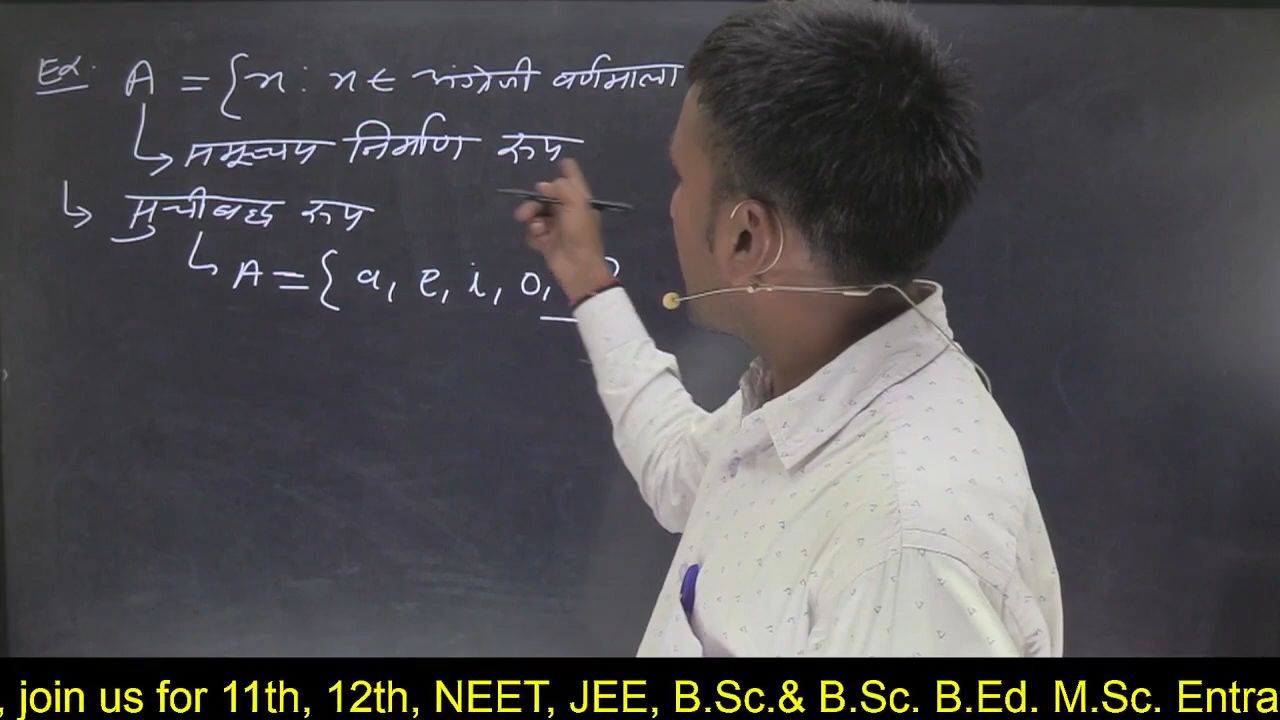 Ex. A = {x : x ∈ अंग्रेजी वर्णमाला
समूच्चय निर्माण रूप
सुचीबद्ध रूप
A = { a, e, i, o,
, join us for 11th, 12th, NEET, JEE, B.Sc.& B.Sc. B.Ed. M.Sc. Entra